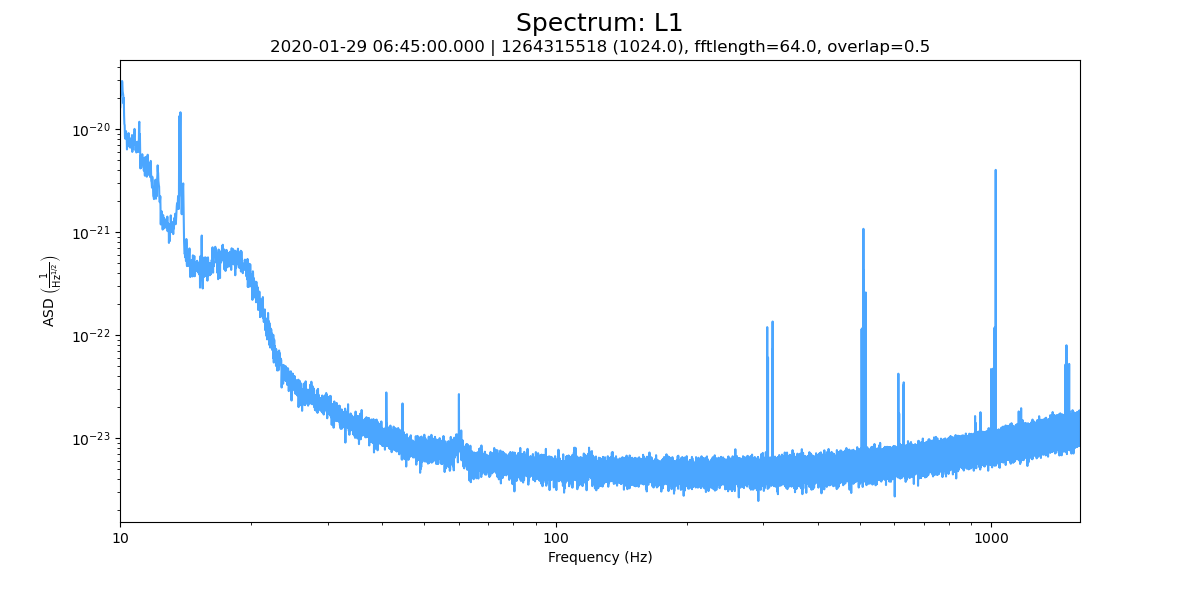 Spectrum: L1
2020-01-29 06:45:00.000 | 1264315518 (1024.0), fftlength=64.0, overlap=0.5
10⁻²⁰
10⁻²¹
10⁻²²
10⁻²³
ASD (1/Hz^{1/2})
10
100
1000
Frequency (Hz)